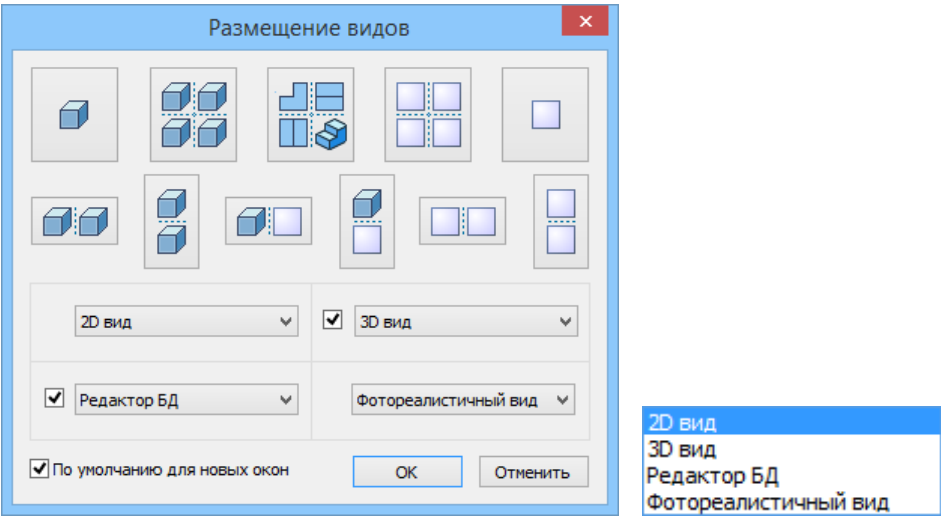 Размещение видов
2D вид
3D вид
Редактор БД
Фотореалистичный вид
По умолчанию для новых окон
OK
Отменить
2D вид
3D вид
Редактор БД
Фотореалистичный вид